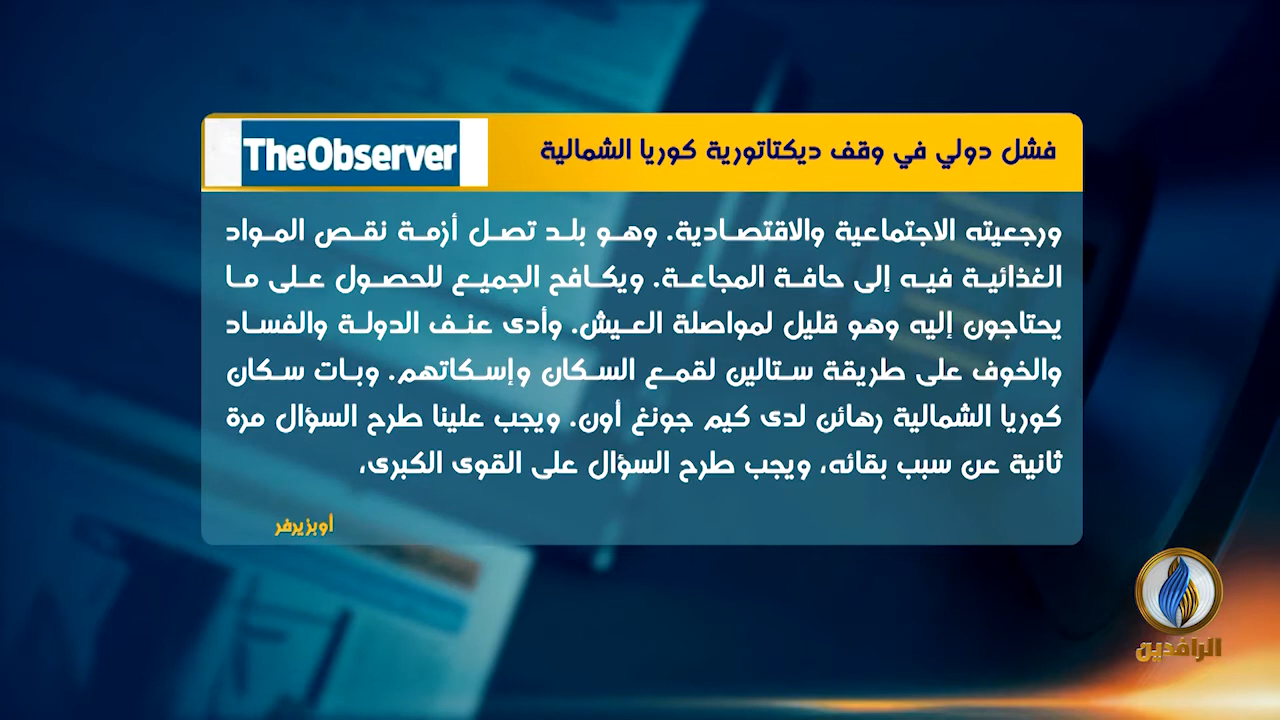 فشل دولي في وقف ديكتاتورية كوريا الشمالية
TheObserver
ورجعيته الاجتماعية والاقتصادية. وهو بلد تصل أزمة نقص المواد
الغذائية فيه إلى حافة المجاعة. ويكافح الجميع للحصول على ما
يحتاجون إليه وهو قليل لمواصلة العيش. وأدى عنف الدولة والفساد
والخوف على طريقة ستالين لقمع السكان وإسكاتهم. وبات سكان
كوريا الشمالية رهائن لدى كيم جونغ أون. ويجب علينا طرح السؤال مرة
ثانية عن سبب بقائه، ويجب طرح السؤال على القوى الكبرى،
أوبزيرفر
الرافدين